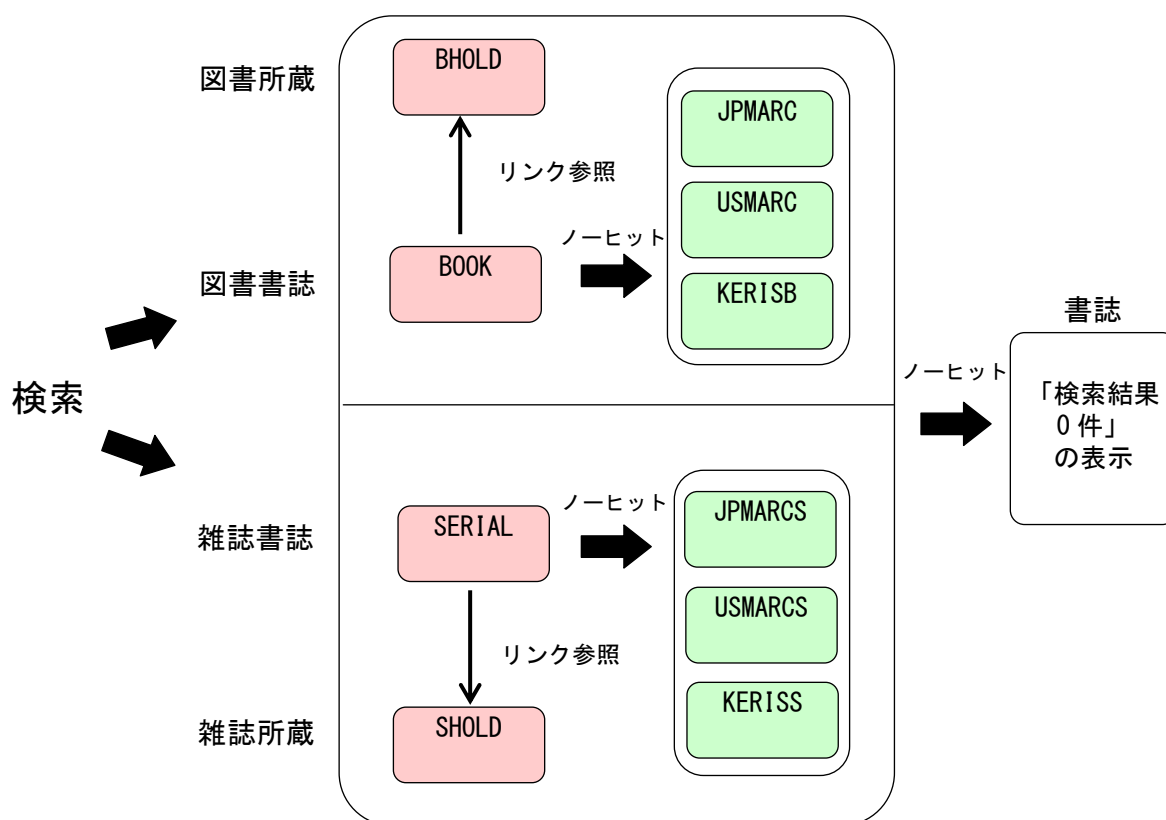 図書所蔵
BHOLD
JPMARC
リンク参照
USMARC
ノーヒット
BOOK
図書書誌
KERISB
書誌
検索
ノーヒット
「検索結果
0件」
の表示
SERIAL
ノーヒット
JPMARCS
雑誌書誌
USMARCS
リンク参照
雑誌所蔵
SHOLD
KERISS